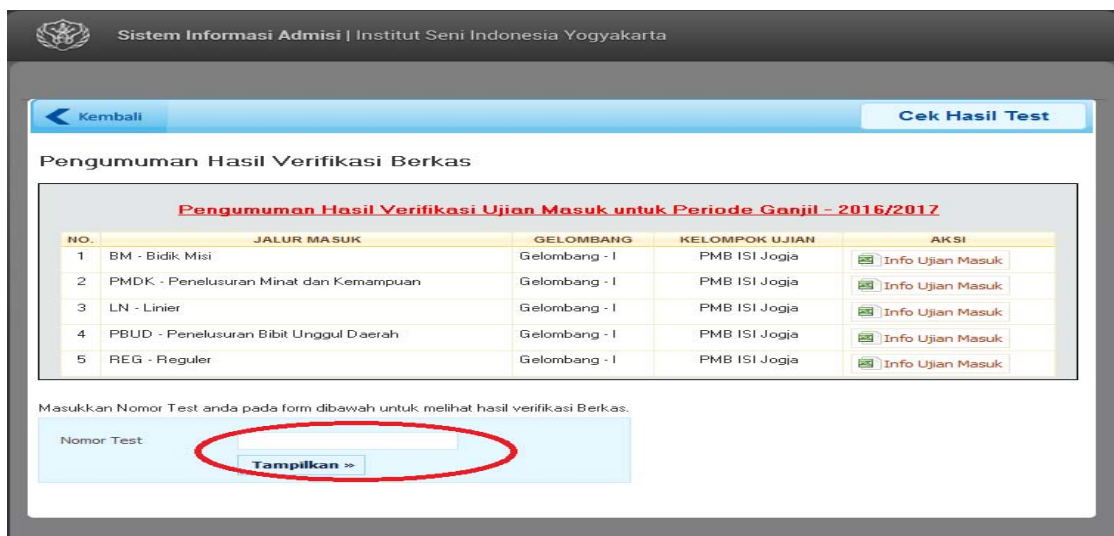 Sistem Informasi Admisi | Institut Seni Indonesia Yogyakarta
Kembali
Cek Hasil Test
Pengumuman Hasil Verifikasi Berkas
Pengumuman Hasil Verifikasi Ujian Masuk untuk Periode Ganjil - 2016/2017
NO. JALUR MASUK GELOMBANG KELOMPOK UJIAN AKSI
1 BM - Bidik Misi Gelombang - I PMB ISI Jogja Info Ujian Masuk
2 PMDK - Penelusuran Minat dan Kemampuan Gelombang - I PMB ISI Jogja Info Ujian Masuk
3 LN - Linier Gelombang - I PMB ISI Jogja Info Ujian Masuk
4 PBUD - Penelusuran Bibit Unggul Daerah Gelombang - I PMB ISI Jogja Info Ujian Masuk
5 REG - Reguler Gelombang - I PMB ISI Jogja Info Ujian Masuk
Masukkan Nomor Test anda pada form dibawah untuk melihat hasil verifikasi Berkas.
Nomor Test
Tampilkan »